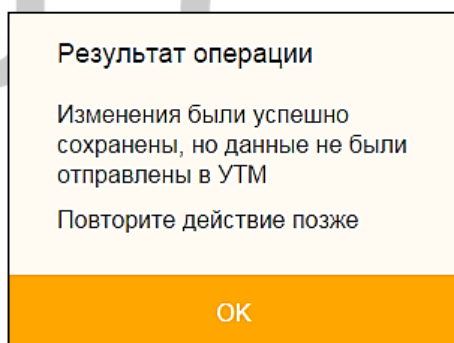 Результат операции
Изменения были успешно
сохранены, но данные не были
отправлены в УТМ
Повторите действие позже
OK